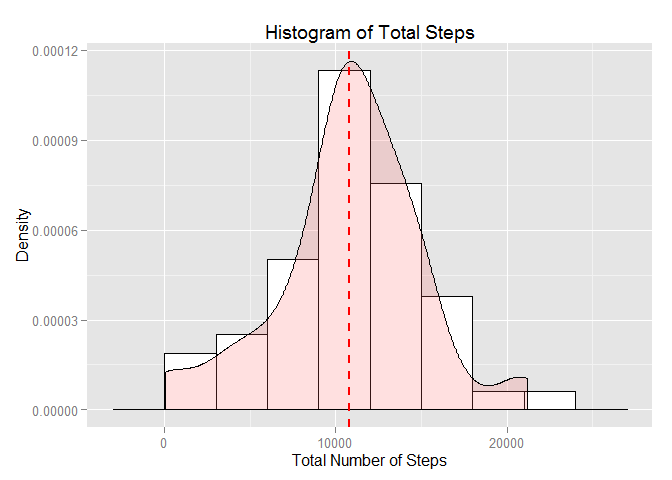 Histogram of Total Steps
0.00012
0.00009
0.00006
0.00003
0.00000
Density
0 10000 20000
Total Number of Steps